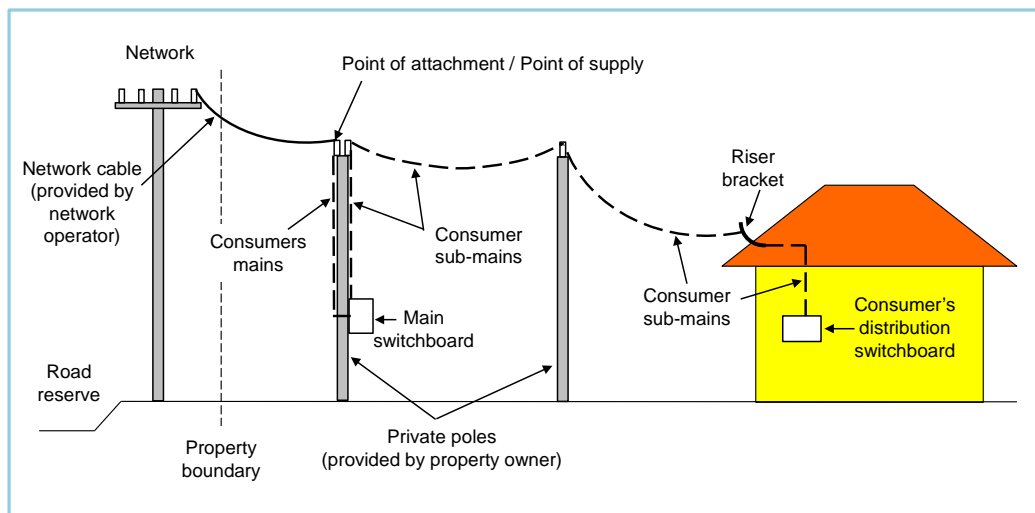 Network
Point of attachment / Point of supply
Network cable
(provided by
network
operator)
Consumers
mains
Consumer
sub-mains
Riser
bracket
Main
switchboard
Consumer
sub-mains
Consumer's
distribution
switchboard
Road
reserve
Property
boundary
Private poles
(provided by property owner)